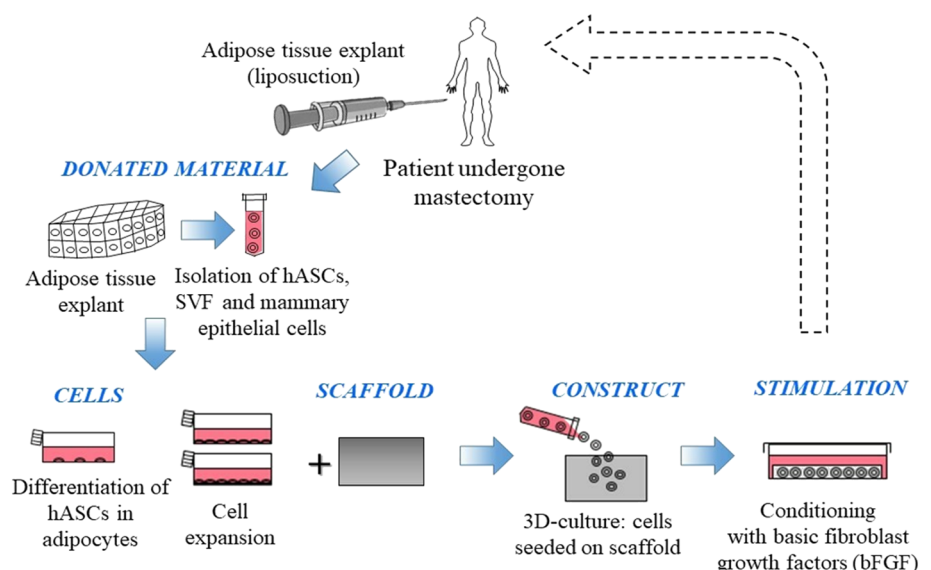 Adipose tissue explant
(liposuction)
Patient undergone
mastectomy
DONATED MATERIAL
Adipose tissue
explant
Isolation of hASCs,
SVF and mammary
epithelial cells
CELLS
Differentiation of
hASCs in
adipocytes
Cell
expansion
+
SCAFFOLD
CONSTRUCT
3D-culture: cells
seeded on scaffold
STIMULATION
Conditioning
with basic fibroblast
growth factors (bFGF)